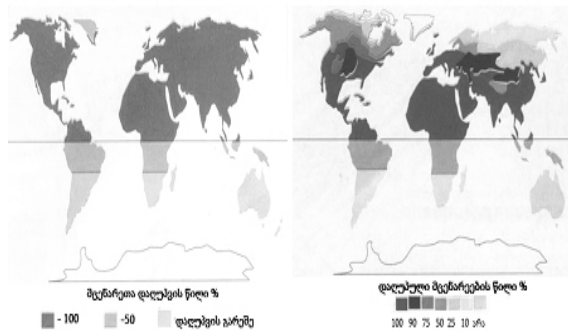 მცენარეთა დაღუპვის წილი %
- 100 -50 დაღუპვის გარეშე
დაღუპული მცენარეების წილი %
100 90 75 50 25 10 არა